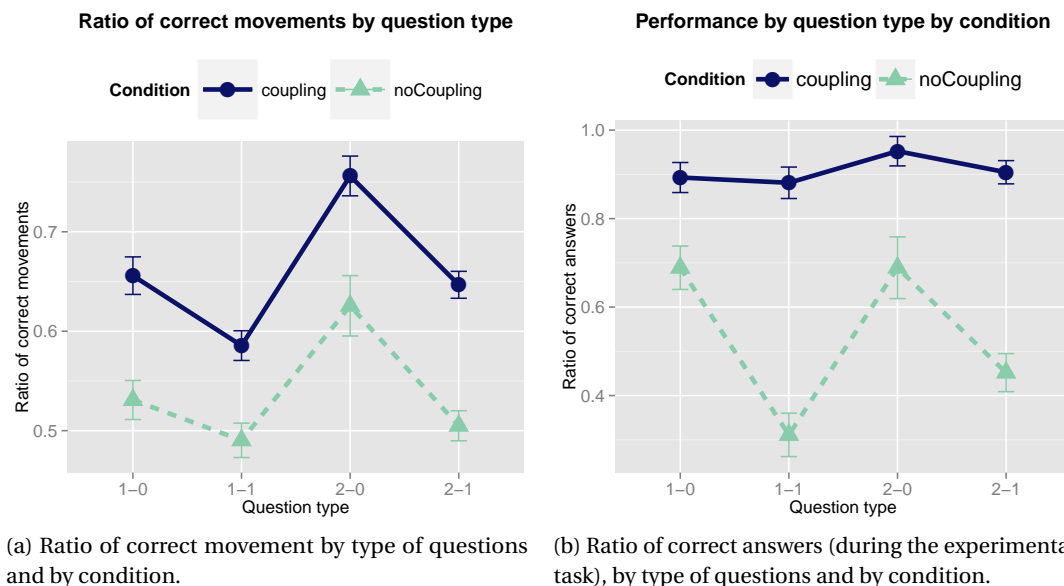 Ratio of correct movements by question type
Condition coupling noCoupling
Ratio of correct movements
0.7
0.6
0.5
1–0 1–1 2–0 2–1
Question type
(a) Ratio of correct movement by type of questions
and by condition.
Performance by question type by condition
Condition coupling noCoupling
Ratio of correct answers
1.0
0.8
0.6
0.4
1–0 1–1 2–0 2–1
Question type
(b) Ratio of correct answers (during the experimenta
task), by type of questions and by condition.